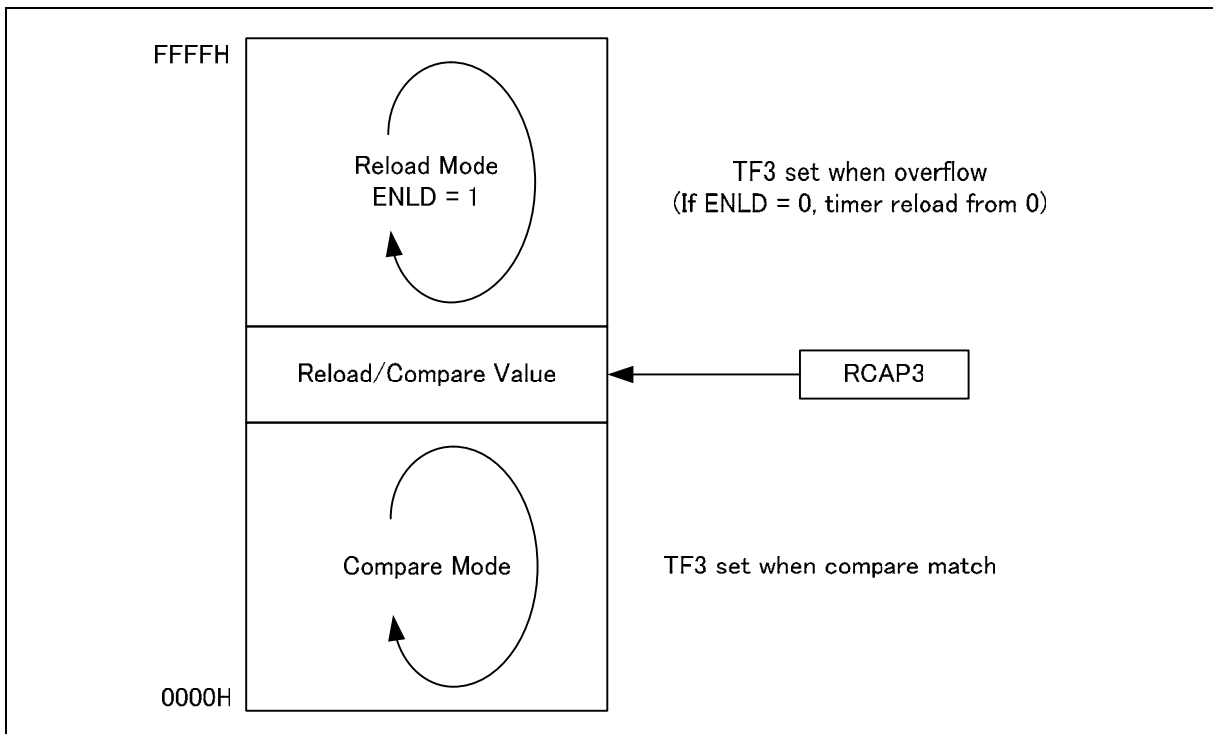 FFFFH
Reload Mode
ENLD = 1
TF3 set when overflow
(If ENLD = 0, timer reload from 0)
Reload/Compare Value
RCAP3
Compare Mode
TF3 set when compare match
0000H